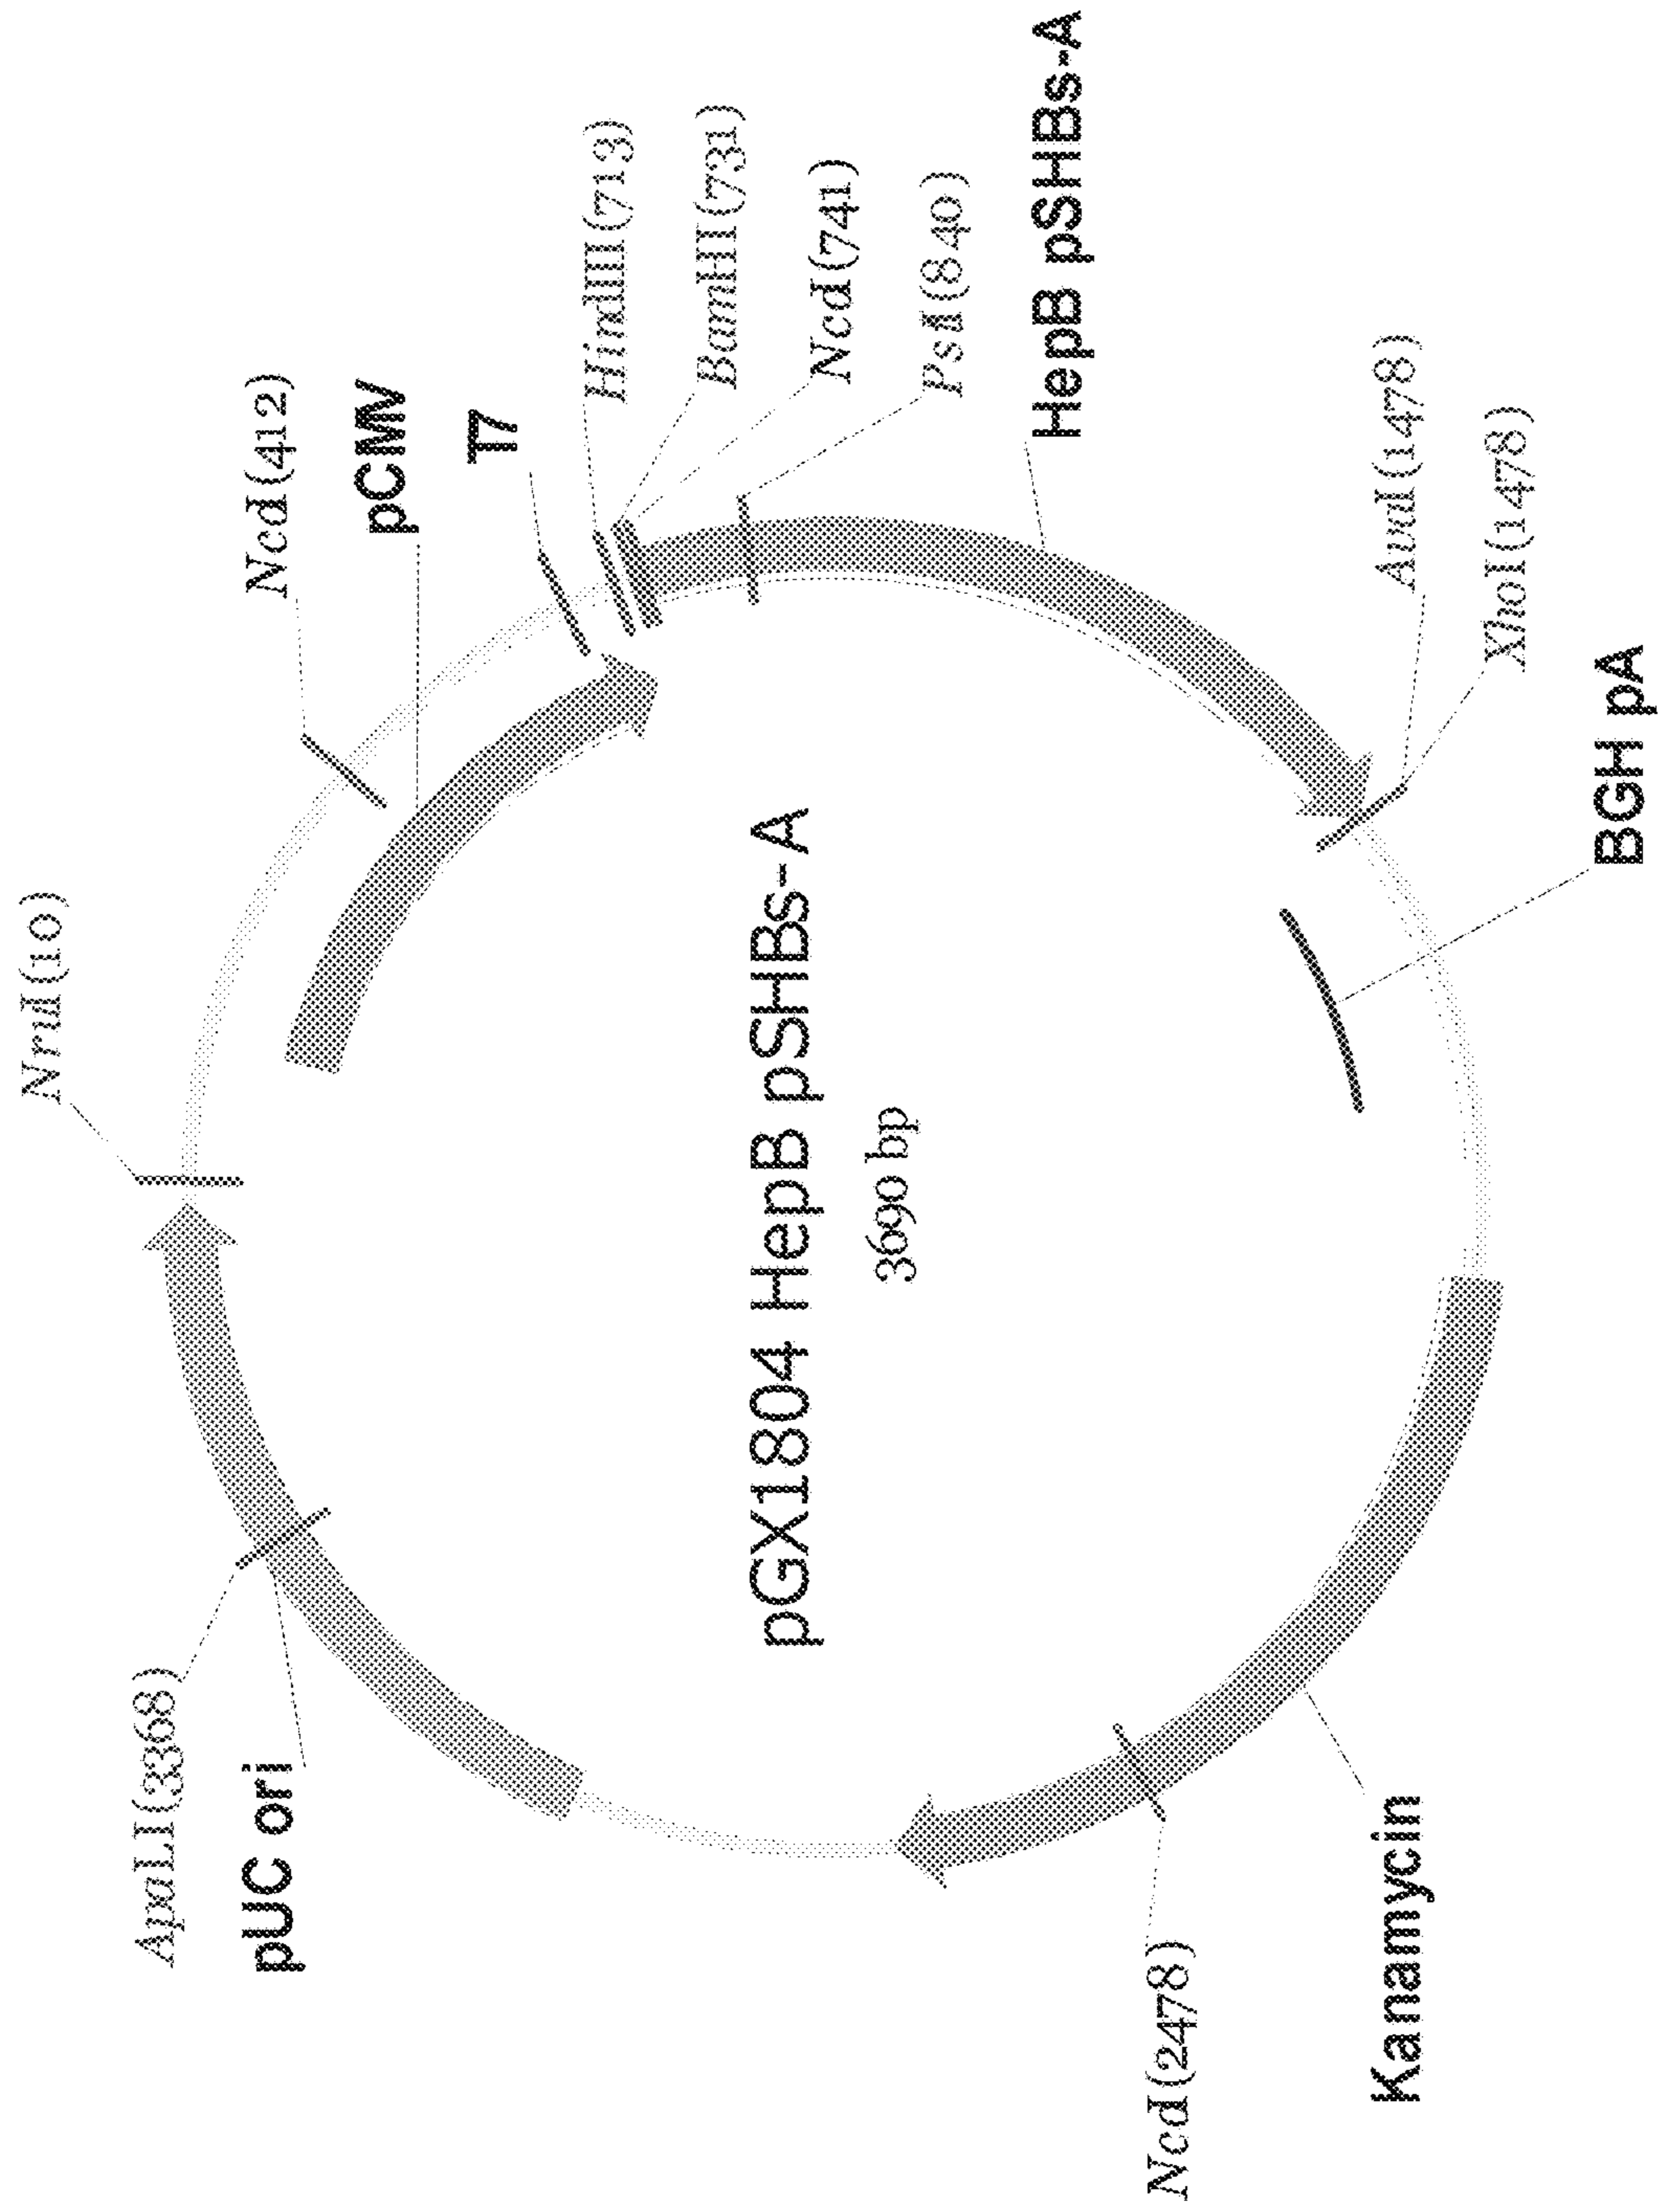 NruI (10)
ApaLI (3368)
pUC ori
NcoI (412)
pCMV
T7
HindIII (713)
BamHI (731)
pGX1804 HepB pSHBs-A
NcoI (741)
3690 bp
PstI (840)
HepB pSHBs-A
NcoI (2478)
Kanamycin
AvaI (1478)
XhoI (1478)
BGH pA